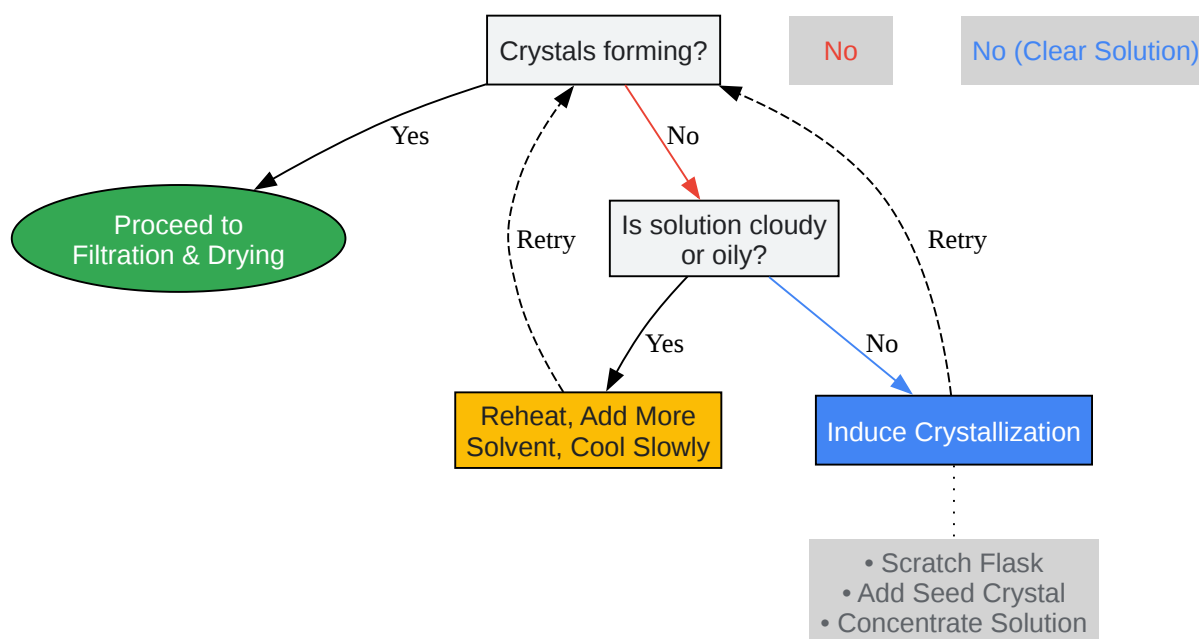 Crystals forming?
No
No (Clear Solution)
Yes
No
Proceed to
Filtration & Drying
Retry
Is solution cloudy
or oily?
Retry
Yes
No
Reheat, Add More
Solvent, Cool Slowly
Induce Crystallization
• Scratch Flask
• Add Seed Crystal
• Concentrate Solution